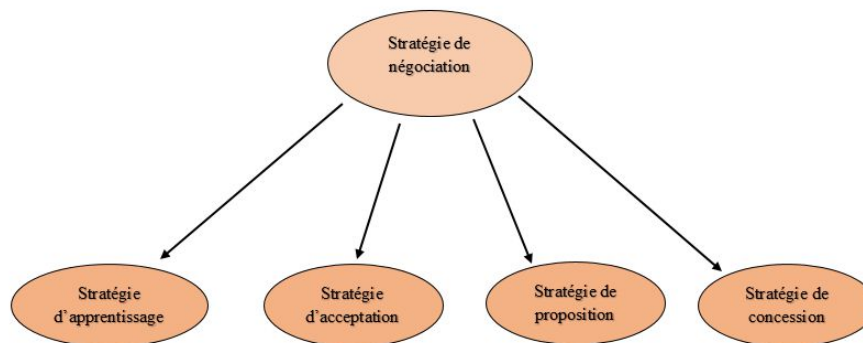 Stratégie de
négociation
Stratégie
d'apprentissage
Stratégie
d'acceptation
Stratégie de
proposition
Stratégie de
concession